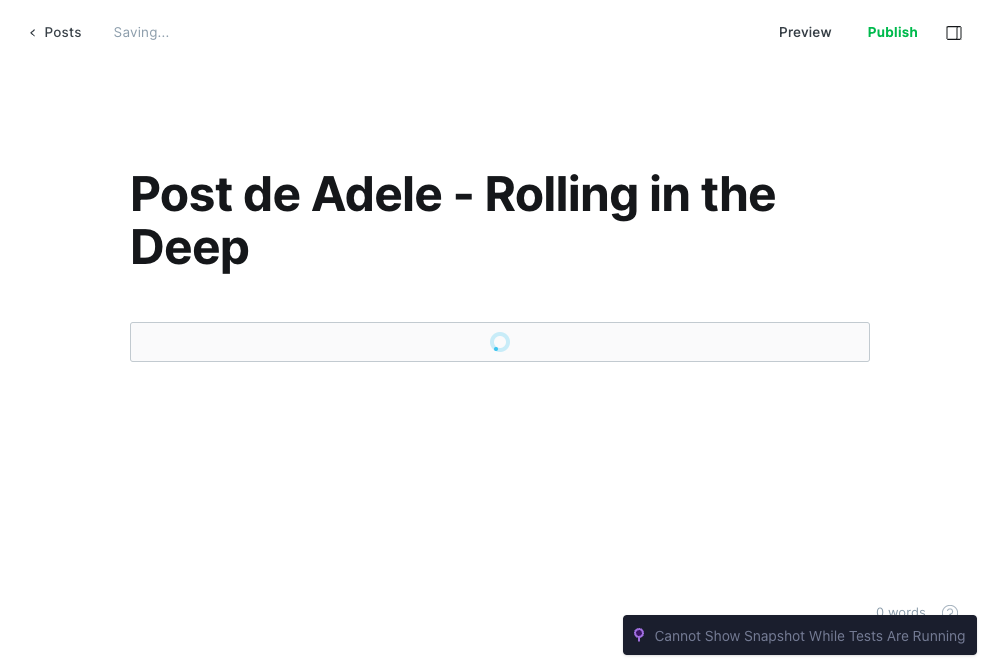 Posts Saving... Preview Publish
Post de Adele - Rolling in the
Deep
0 words
Cannot Show Snapshot While Tests Are Running